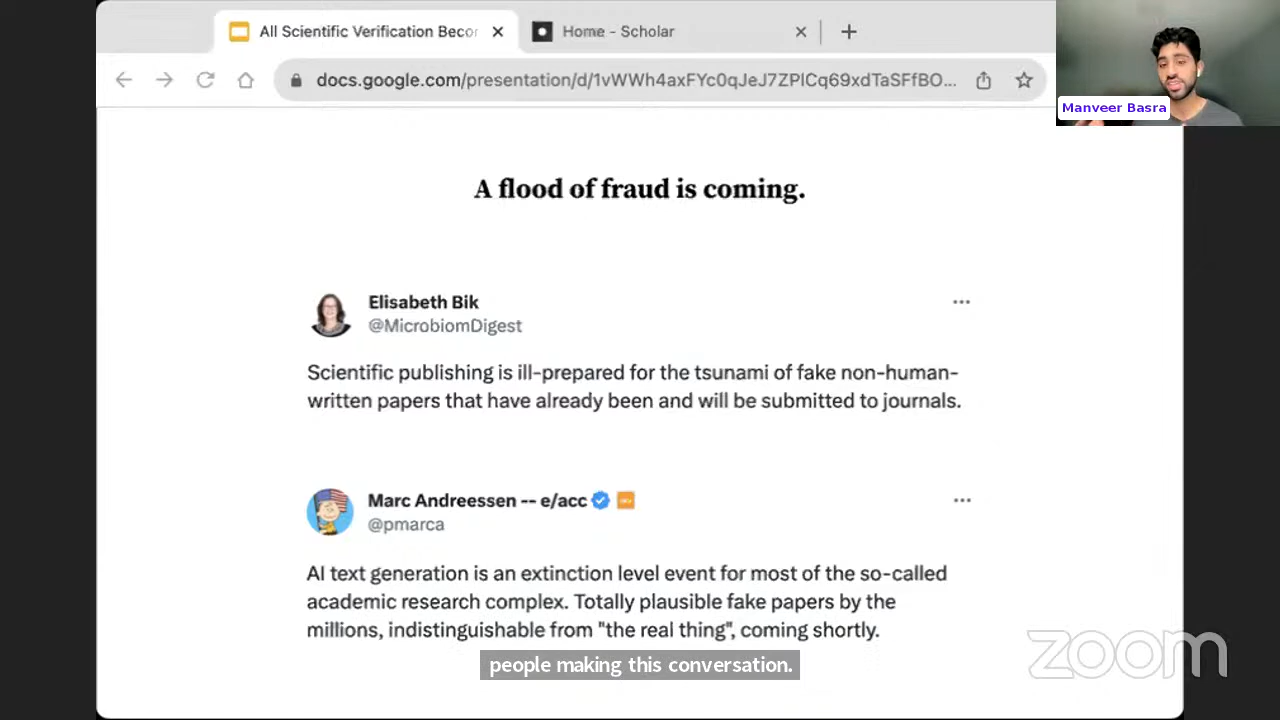 All Scientific Verification Becor
Home - Scholar
docs.google.com/presentation/d/1vWWh4axFYc0qJeJ7ZPlCq69xdTaSFfBO...
Manveer Basra
A flood of fraud is coming.
Elisabeth Bik
@MicrobiomDigest
Scientific publishing is ill-prepared for the tsunami of fake non-human-
written papers that have already been and will be submitted to journals.
Marc Andreessen -- e/acc
@pmarca
AI text generation is an extinction level event for most of the so-called
academic research complex. Totally plausible fake papers by the
millions, indistinguishable from "the real thing", coming shortly.
people making this conversation.
zoom